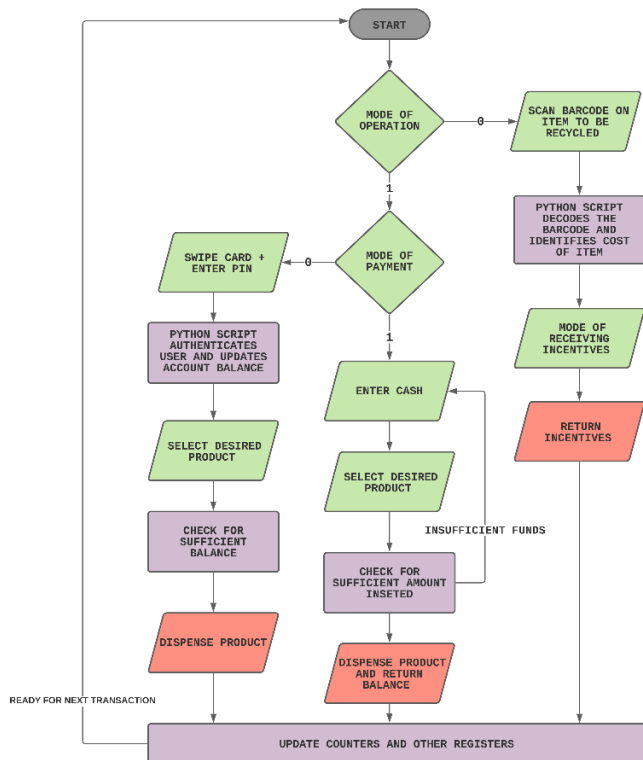 START
MODE OF
OPERATION
0
SCAN BARCODE ON
ITEM TO BE
RECYCLED
1
PYTHON SCRIPT
DECODES THE
BARCODE AND
IDENTIFIES COST
OF ITEM
SWIPE CARD +
ENTER PIN
0
MODE OF
PAYMENT
PYTHON SCRIPT
AUTHENTICATES
USER AND UPDATES
ACCOUNT BALANCE
1
MODE OF
RECEIVING
INCENTIVES
ENTER CASH
RETURN
INCENTIVES
SELECT DESIRED
PRODUCT
SELECT DESIRED
PRODUCT
INSUFFICIENT FUNDS
CHECK FOR
SUFFICIENT
BALANCE
CHECK FOR
SUFFICIENT AMOUNT
INSETED
DISPENSE PRODUCT
DISPENSE PRODUCT
AND RETURN
BALANCE
READY FOR NEXT TRANSACTION
UPDATE COUNTERS AND OTHER REGISTERS